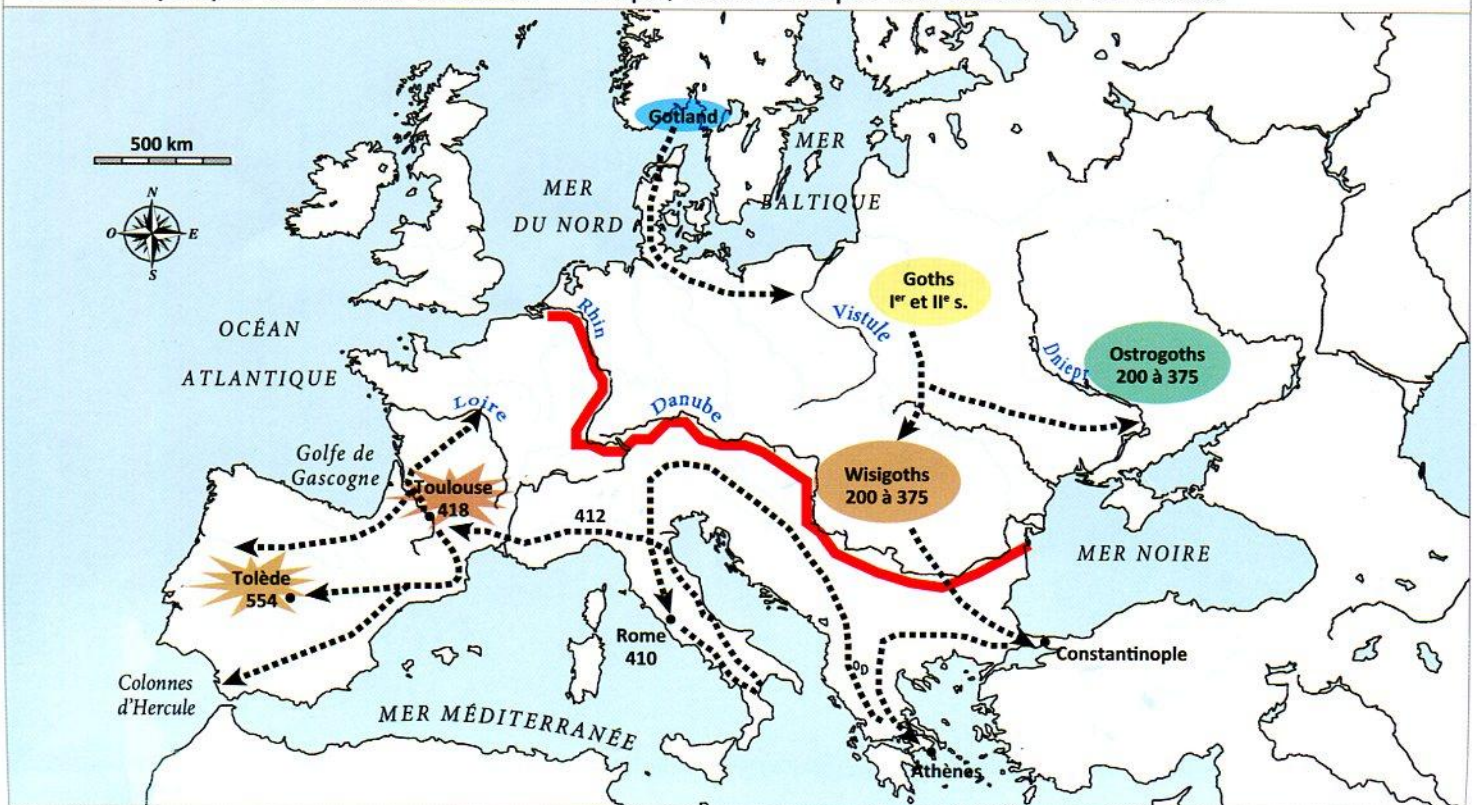 500 km
N
O
E
S
Gotland
MER
BALTIQUE
MER
DU NORD
Goths
Iᵉʳ et IIᵉ s.
Rhin
Vistule
OCÉAN
ATLANTIQUE
Dniepr
Ostrogoths
200 à 375
Loire
Danube
Golfe de
Gascogne
Toulouse
418
Wisigoths
200 à 375
412
MER NOIRE
Tolède
554
Rome
410
Constantinople
Colonnes
d'Hercule
MER MÉDITERRANÉE
Athènes